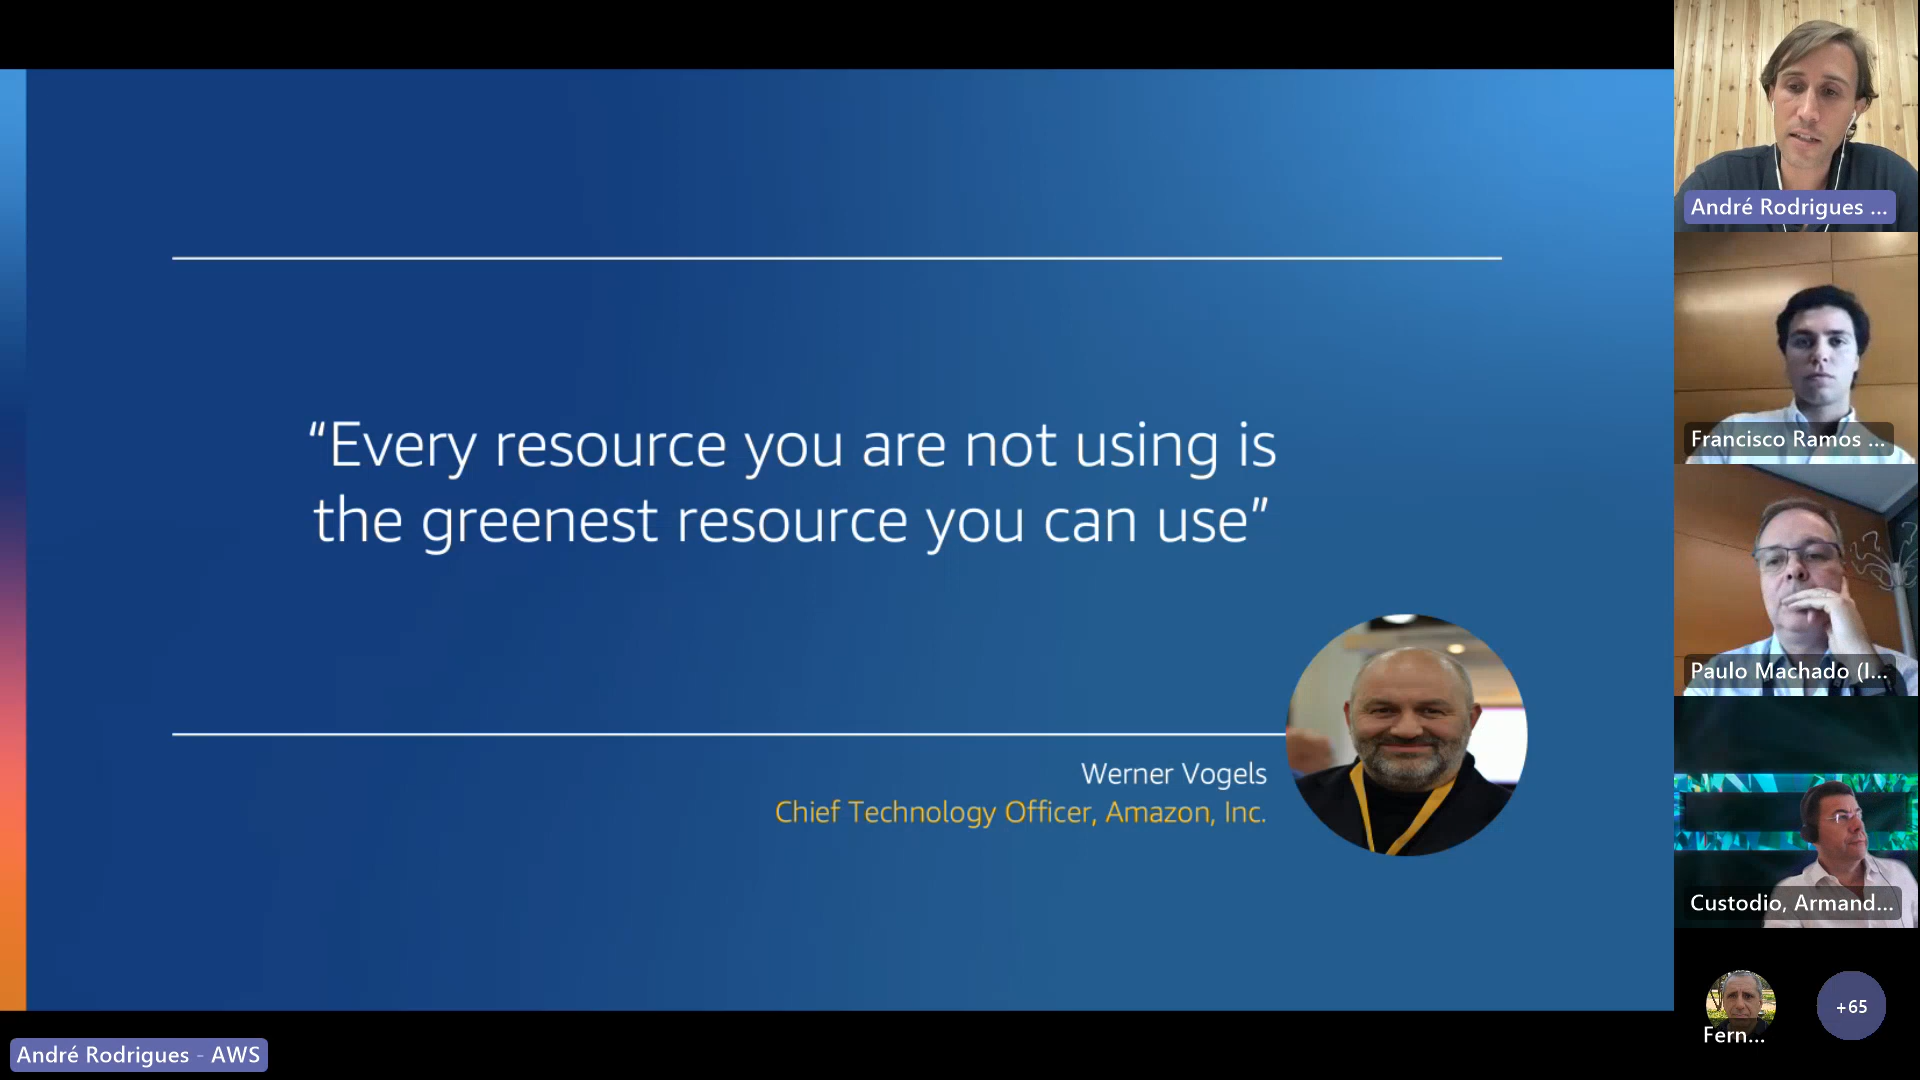 “Every resource you are not using is
the greenest resource you can use”
Werner Vogels
Chief Technology Officer, Amazon, Inc.
André Rodrigues ...
Francisco Ramos ...
Paulo Machado (I...
Custodio, Armand...
Fern...
+65
André Rodrigues - AWS